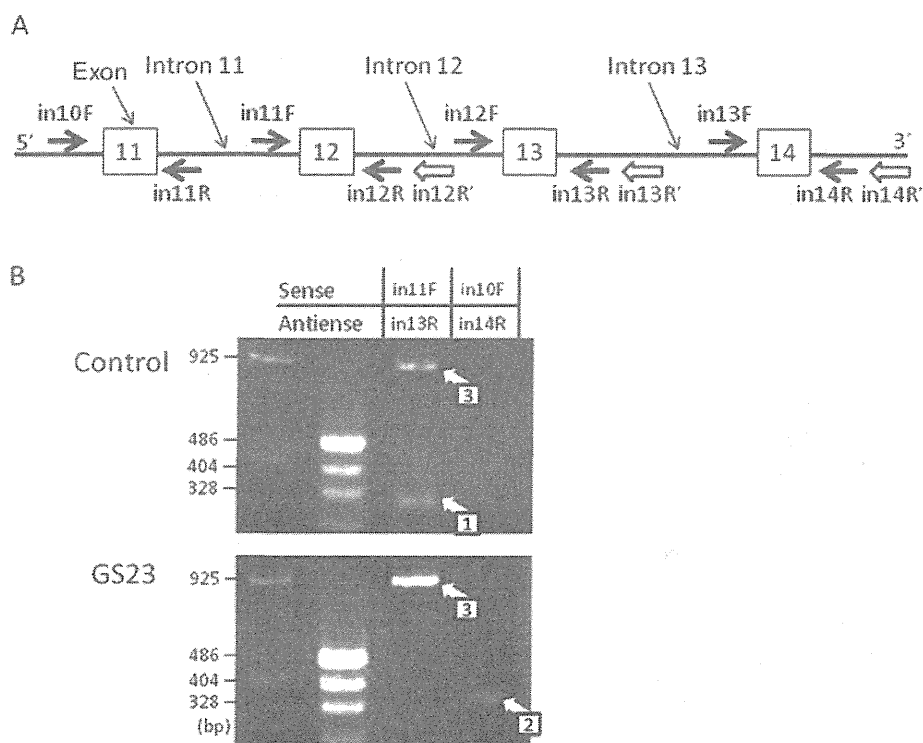 A
Exon
Intron 11
Intron 12
Intron 13
in10F
in11F
in12F
in13F
5'
11
12
13
14
3'
in11R
in12R
in12R'
in13R
in13R'
in14R
in14R'
B
Sense
in11F
in10F
Antiense
in13R
in14R
Control
925
3
486
404
328
1
GS23
925
3
486
404
328
2
(bp)